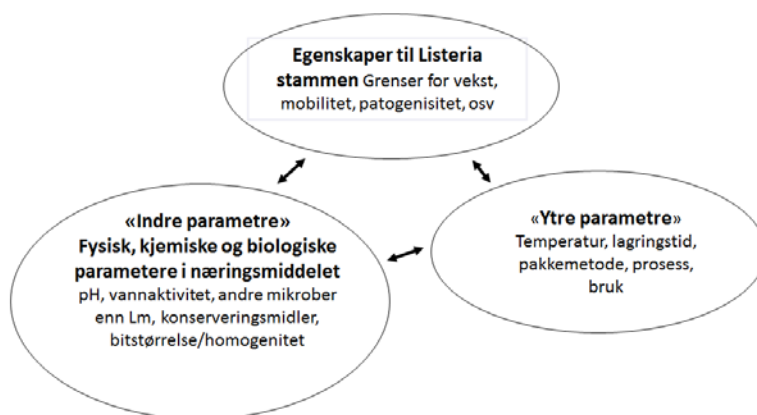 Egenskaper til Listeria
stammen Grenser for vekst,
mobilitet, patogenisitet, osv
«Indre parametre»
Fysisk, kjemiske og biologiske
parametere i næringsmiddelet
pH, vannaktivitet, andre mikrober
enn Lm, konserveringsmidler,
bitstørrelse/homogenitet
«Ytre parametre»
Temperatur, lagringstid,
pakkemetode, prosess,
bruk